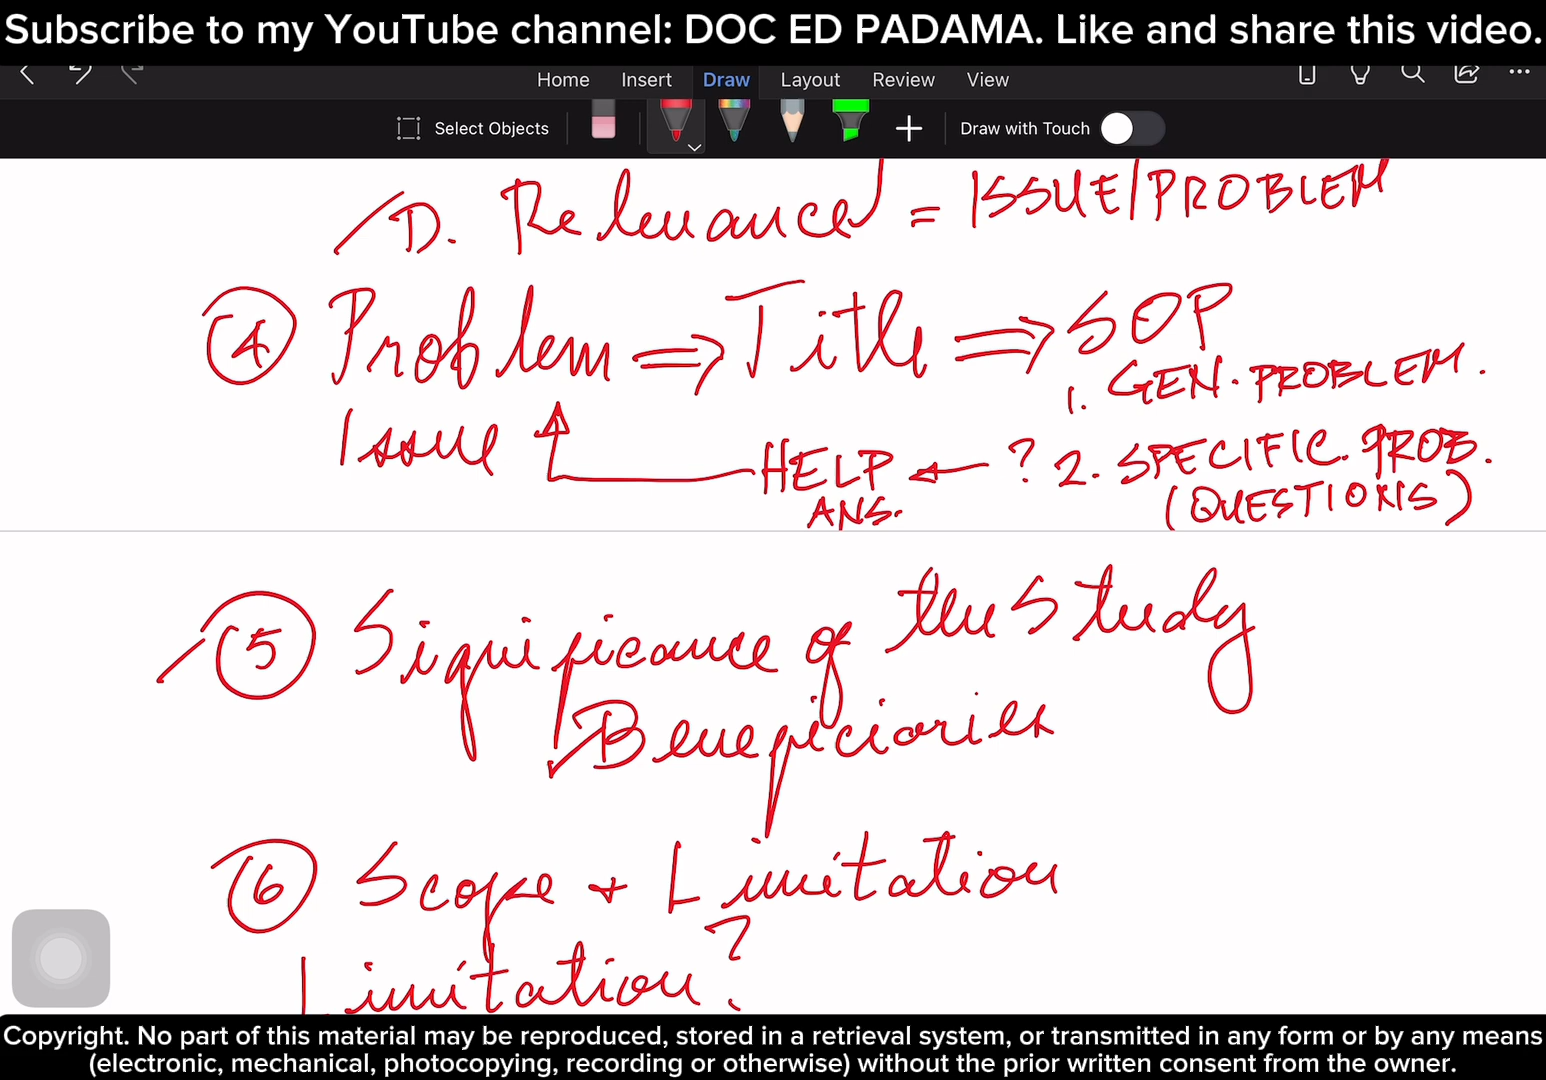 Subscribe to my YouTube channel: DOC ED PADAMA. Like and share this video.
Home Insert Draw Layout Review View
Select Objects Draw with Touch
D. Relevance = ISSUE/PROBLEM
4 Problem ⇒ Title ⇒ SOP
1. GEN. PROBLEM.
Issue HELP ← ? 2. SPECIFIC. PROB.
ANS. (QUESTIONS)
5 Significance of the Study
Beneficiaries
6 Scope + Limitation
?
Limitation.
Copyright. No part of this material may be reproduced, stored in a retrieval system, or transmitted in any form or by any means
(electronic, mechanical, photocopying, recording or otherwise) without the prior written consent from the owner.